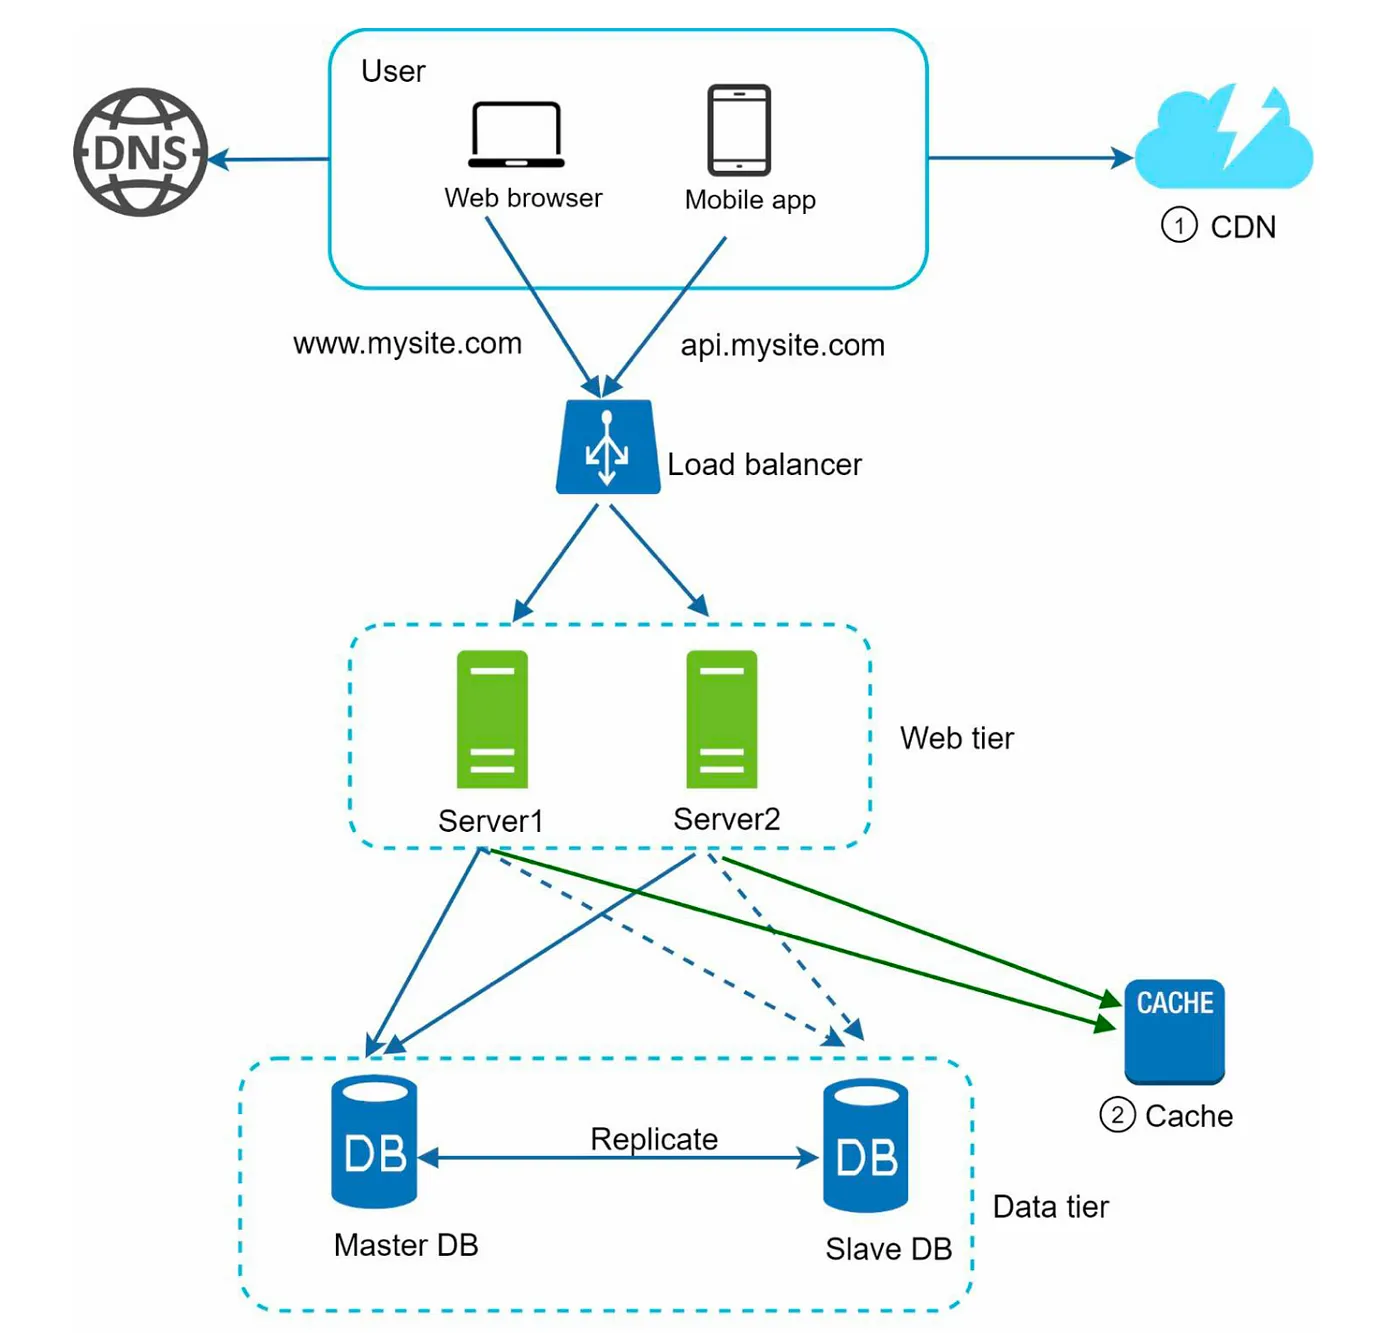 User
DNS
Web browser
Mobile app
① CDN
www.mysite.com
api.mysite.com
Load balancer
Web tier
Server1
Server2
CACHE
② Cache
DB
Replicate
DB
Data tier
Master DB
Slave DB